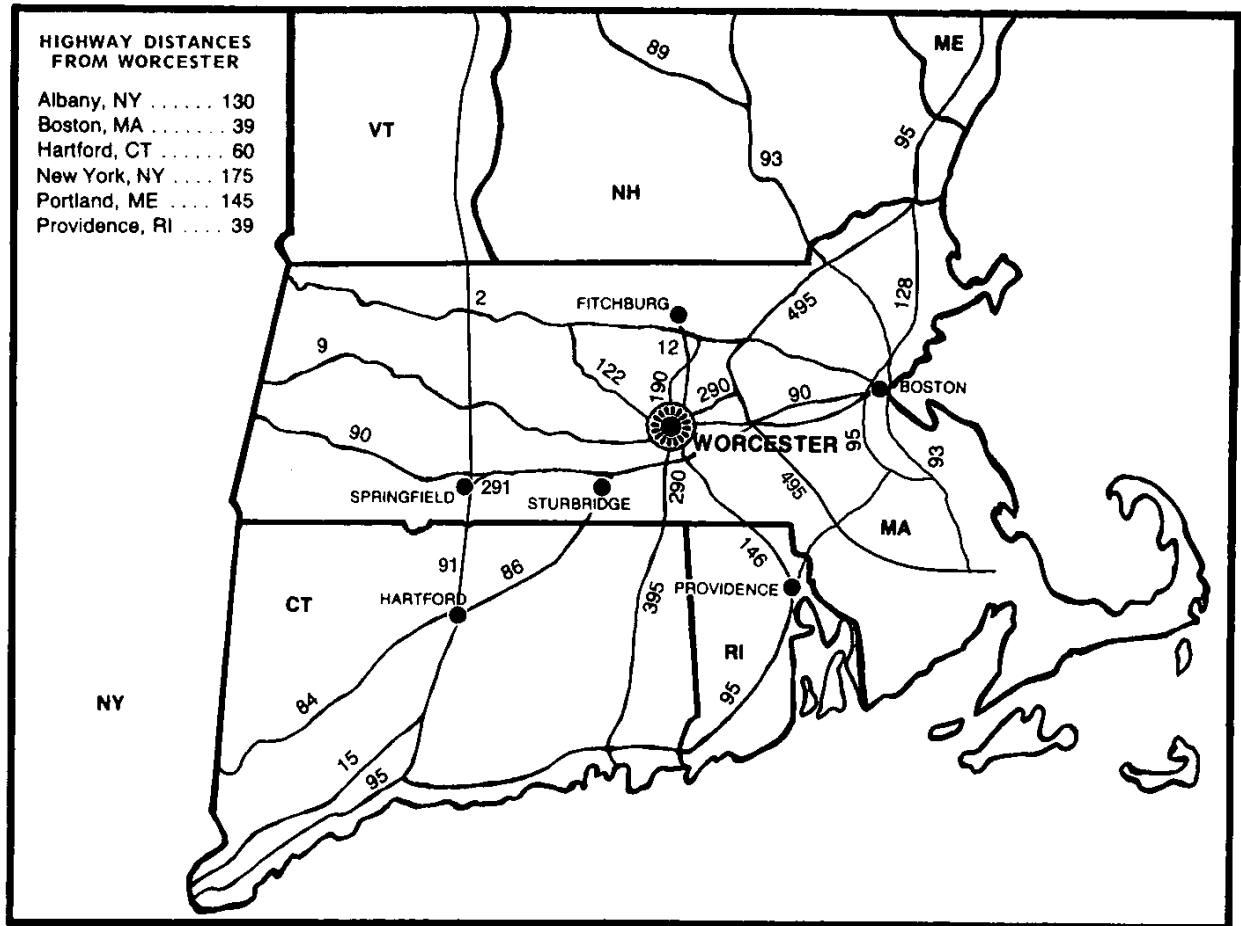 HIGHWAY DISTANCES
FROM WORCESTER
Albany, NY ...... 130
Boston, MA ....... 39
Hartford, CT ...... 60
New York, NY .... 175
Portland, ME .... 145
Providence, RI .... 39
ME
89
VT
95
93
NH
2
FITCHBURG
495
128
9
12
122
190
290
90
BOSTON
90
WORCESTER
95
93
SPRINGFIELD
291
STURBRIDGE
290
495
MA
91
86
146
CT
HARTFORD
395
PROVIDENCE
RI
NY
84
95
15
95